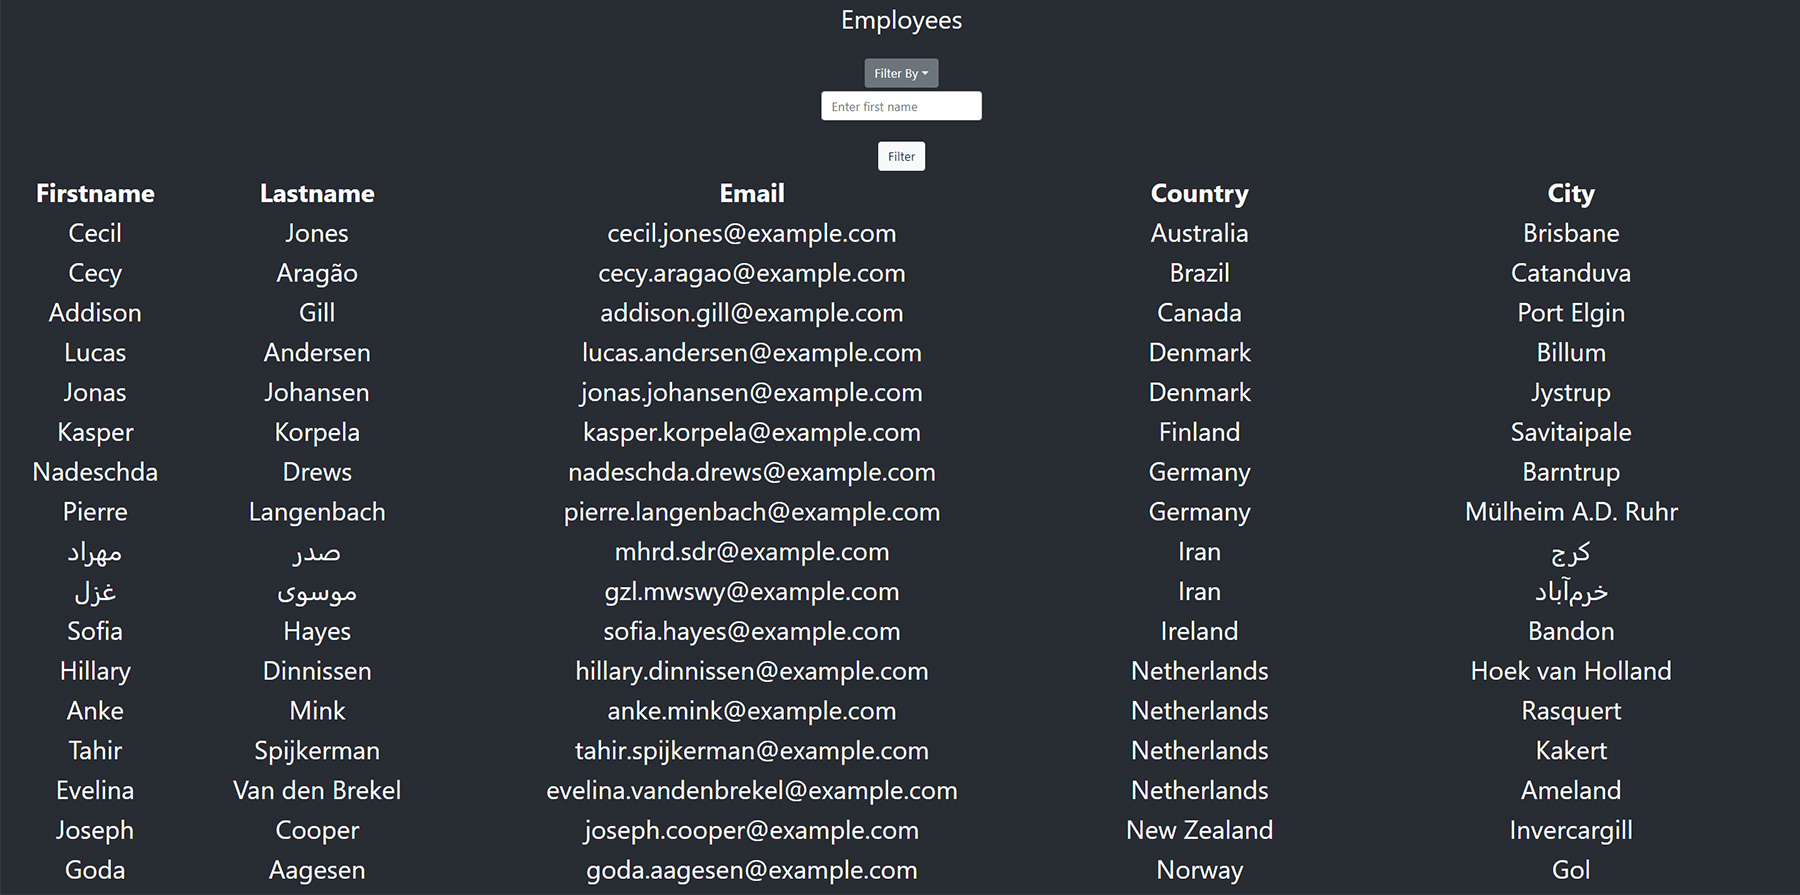 Employees
Filter By
Enter first name
Filter
Firstname Lastname Email Country City
Cecil Jones cecil.jones@example.com Australia Brisbane
Cecy Aragão cecy.aragao@example.com Brazil Catanduva
Addison Gill addison.gill@example.com Canada Port Elgin
Lucas Andersen lucas.andersen@example.com Denmark Billum
Jonas Johansen jonas.johansen@example.com Denmark Jystrup
Kasper Korpela kasper.korpela@example.com Finland Savitaipale
Nadeschda Drews nadeschda.drews@example.com Germany Barntrup
Pierre Langenbach pierre.langenbach@example.com Germany Mülheim A.D. Ruhr
مهراد صدر mhrd.sdr@example.com Iran کرج
غزل موسوی gzl.mwswy@example.com Iran خرم‌آباد
Sofia Hayes sofia.hayes@example.com Ireland Bandon
Hillary Dinnissen hillary.dinnissen@example.com Netherlands Hoek van Holland
Anke Mink anke.mink@example.com Netherlands Rasquert
Tahir Spijkerman tahir.spijkerman@example.com Netherlands Kakert
Evelina Van den Brekel evelina.vandenbrekel@example.com Netherlands Ameland
Joseph Cooper joseph.cooper@example.com New Zealand Invercargill
Goda Aagesen goda.aagesen@example.com Norway Gol